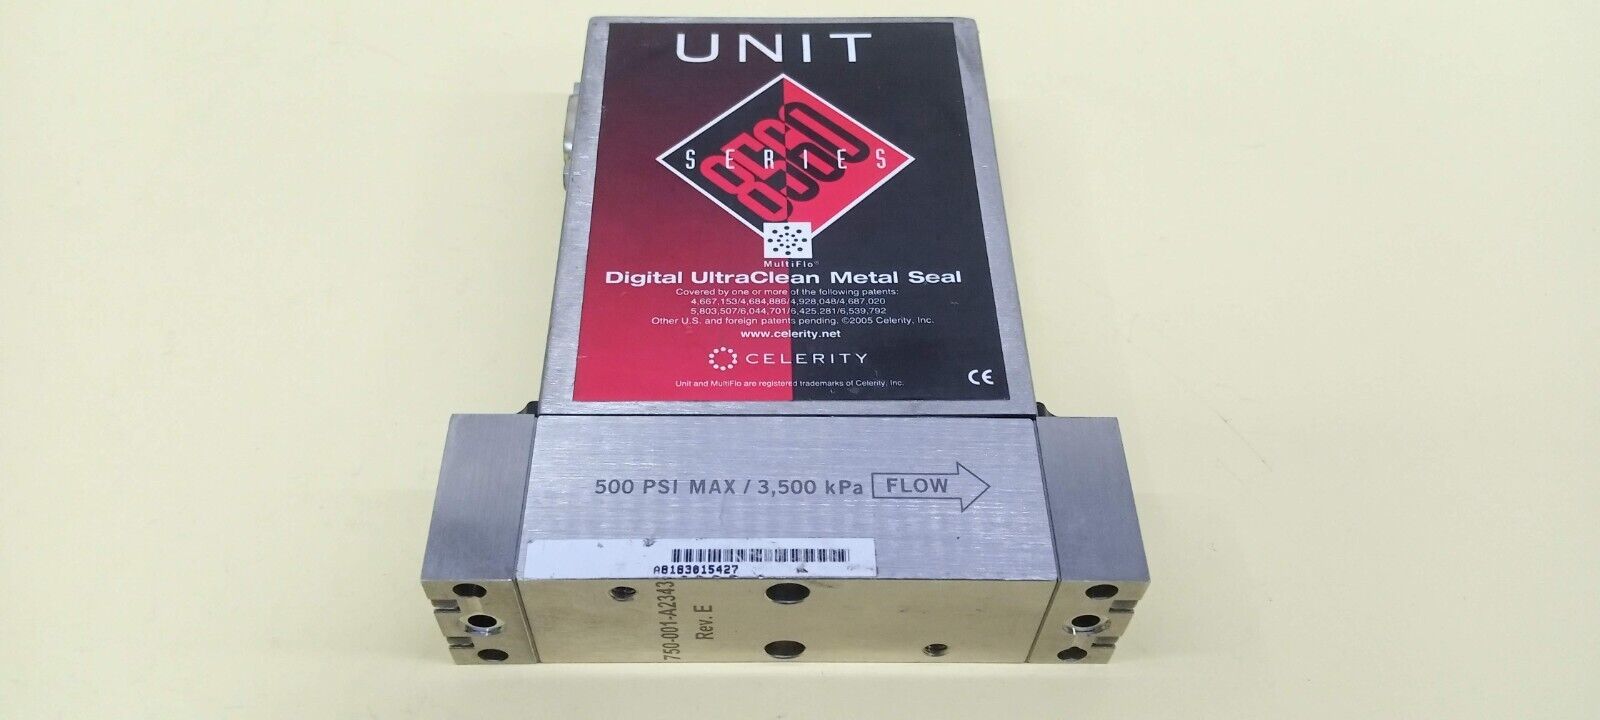 UNIT
8560
SERIES
MultiFlo®
Digital UltraClean Metal Seal
Covered by one or more of the following patents:
4,667,153/4,684,886/4,928,048/4,687,020
5,803,507/6,044,701/6,425,281/6,539,792
Other U.S. and foreign patents pending. ©2005 Celerity, Inc.
www.celerity.net
CELERITY
Unit and MultiFlo are registered trademarks of Celerity, Inc.
CE
500 PSI MAX / 3,500 kPa FLOW
A8183015427
750-001-A2343
Rev. E